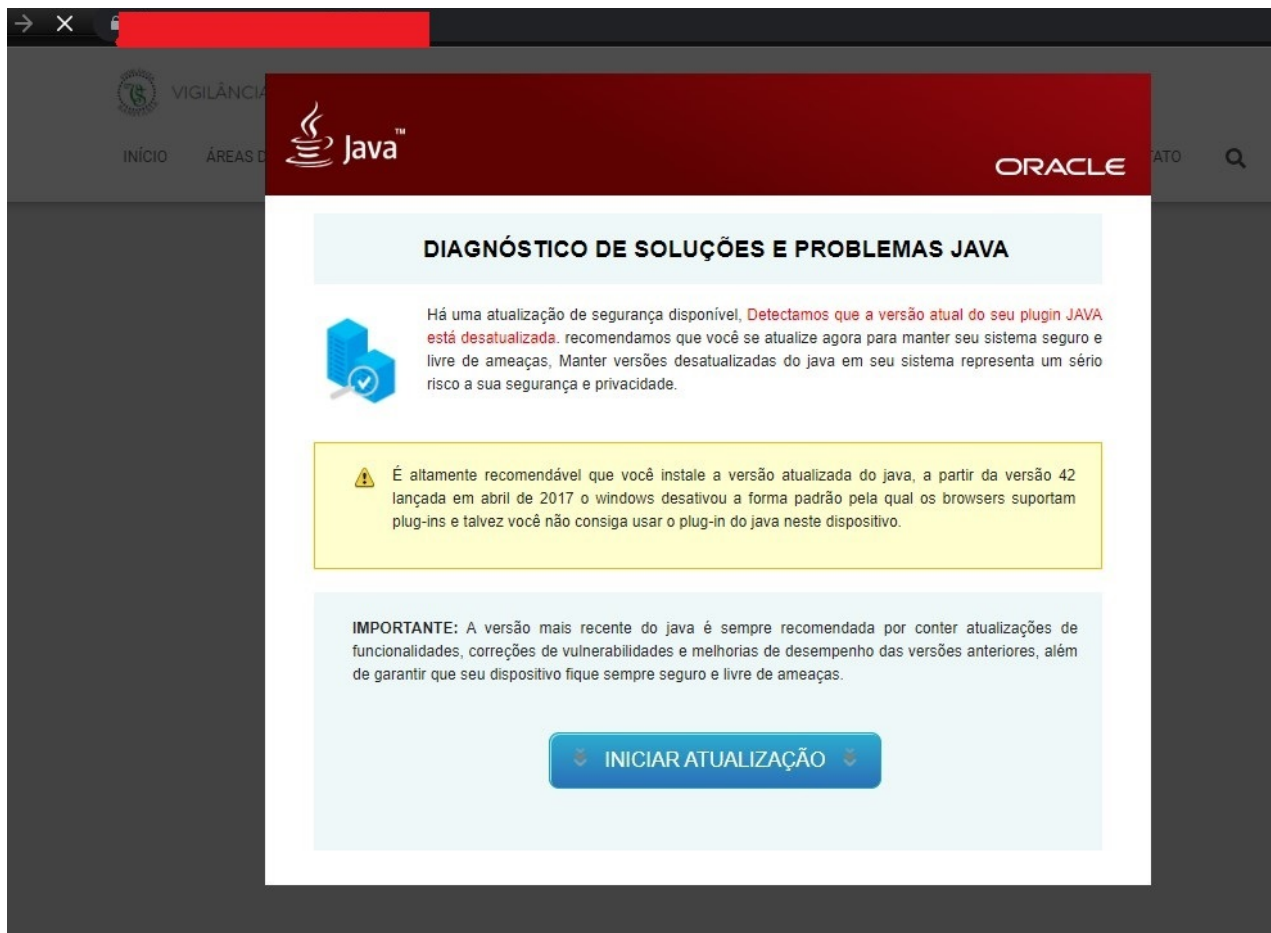 VIGILÂNCIA
INÍCIO ÁREAS D TATO
Java™
ORACLE
DIAGNÓSTICO DE SOLUÇÕES E PROBLEMAS JAVA
Há uma atualização de segurança disponível, Detectamos que a versão atual do seu plugin JAVA
está desatualizada. recomendamos que você se atualize agora para manter seu sistema seguro e
livre de ameaças, Manter versões desatualizadas do java em seu sistema representa um sério
risco a sua segurança e privacidade.
É altamente recomendável que você instale a versão atualizada do java, a partir da versão 42
lançada em abril de 2017 o windows desativou a forma padrão pela qual os browsers suportam
plug-ins e talvez você não consiga usar o plug-in do java neste dispositivo.
IMPORTANTE: A versão mais recente do java é sempre recomendada por conter atualizações de
funcionalidades, correções de vulnerabilidades e melhorias de desempenho das versões anteriores, além
de garantir que seu dispositivo fique sempre seguro e livre de ameaças.
INICIAR ATUALIZAÇÃO